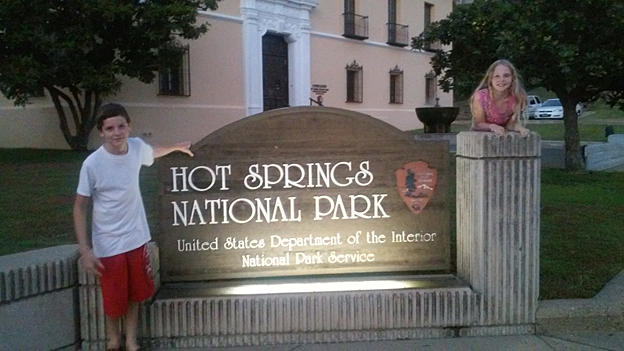 HOT SPRINGS
NATIONAL PARK
United States Department of the Interior
National Park Service